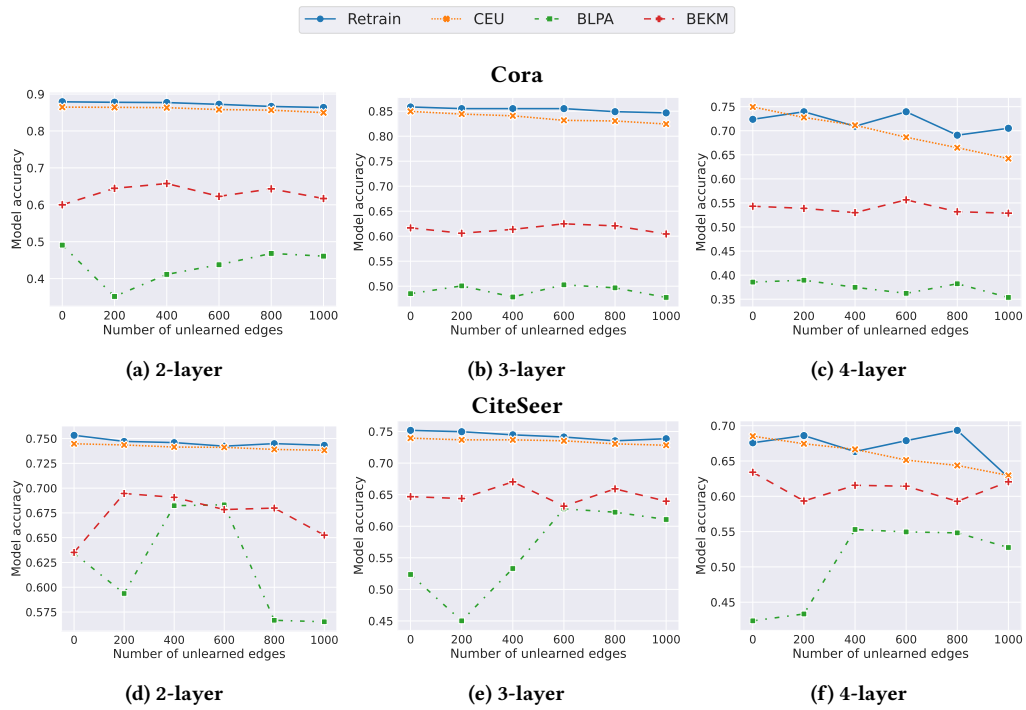 Retrain CEU BLPA BEKM
Cora
0.9
0.8
0.7
0.6
0.5
0.4
Model accuracy
0 200 400 600 800 1000
Number of unlearned edges
(a) 2-layer
0.85
0.80
0.75
0.70
0.65
0.60
0.55
0.50
Model accuracy
0 200 400 600 800 1000
Number of unlearned edges
(b) 3-layer
0.75
0.70
0.65
0.60
0.55
0.50
0.45
0.40
0.35
Model accuracy
0 200 400 600 800 1000
Number of unlearned edges
(c) 4-layer
CiteSeer
0.750
0.725
0.700
0.675
0.650
0.625
0.600
0.575
Model accuracy
0 200 400 600 800 1000
Number of unlearned edges
(d) 2-layer
0.75
0.70
0.65
0.60
0.55
0.50
0.45
Model accuracy
0 200 400 600 800 1000
Number of unlearned edges
(e) 3-layer
0.70
0.65
0.60
0.55
0.50
0.45
Model accuracy
0 200 400 600 800 1000
Number of unlearned edges
(f) 4-layer